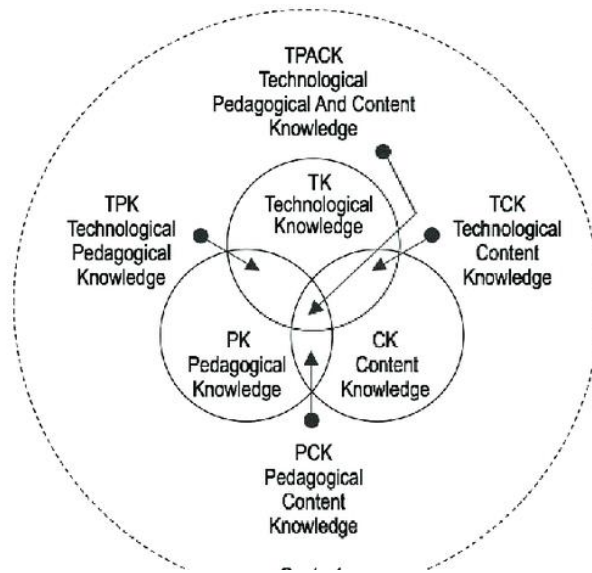 TPACK
Technological
Pedagogical And Content
Knowledge
TK
Technological
Knowledge
TPK
Technological
Pedagogical
Knowledge
TCK
Technological
Content
Knowledge
PK
Pedagogical
Knowledge
CK
Content
Knowledge
PCK
Pedagogical
Content
Knowledge